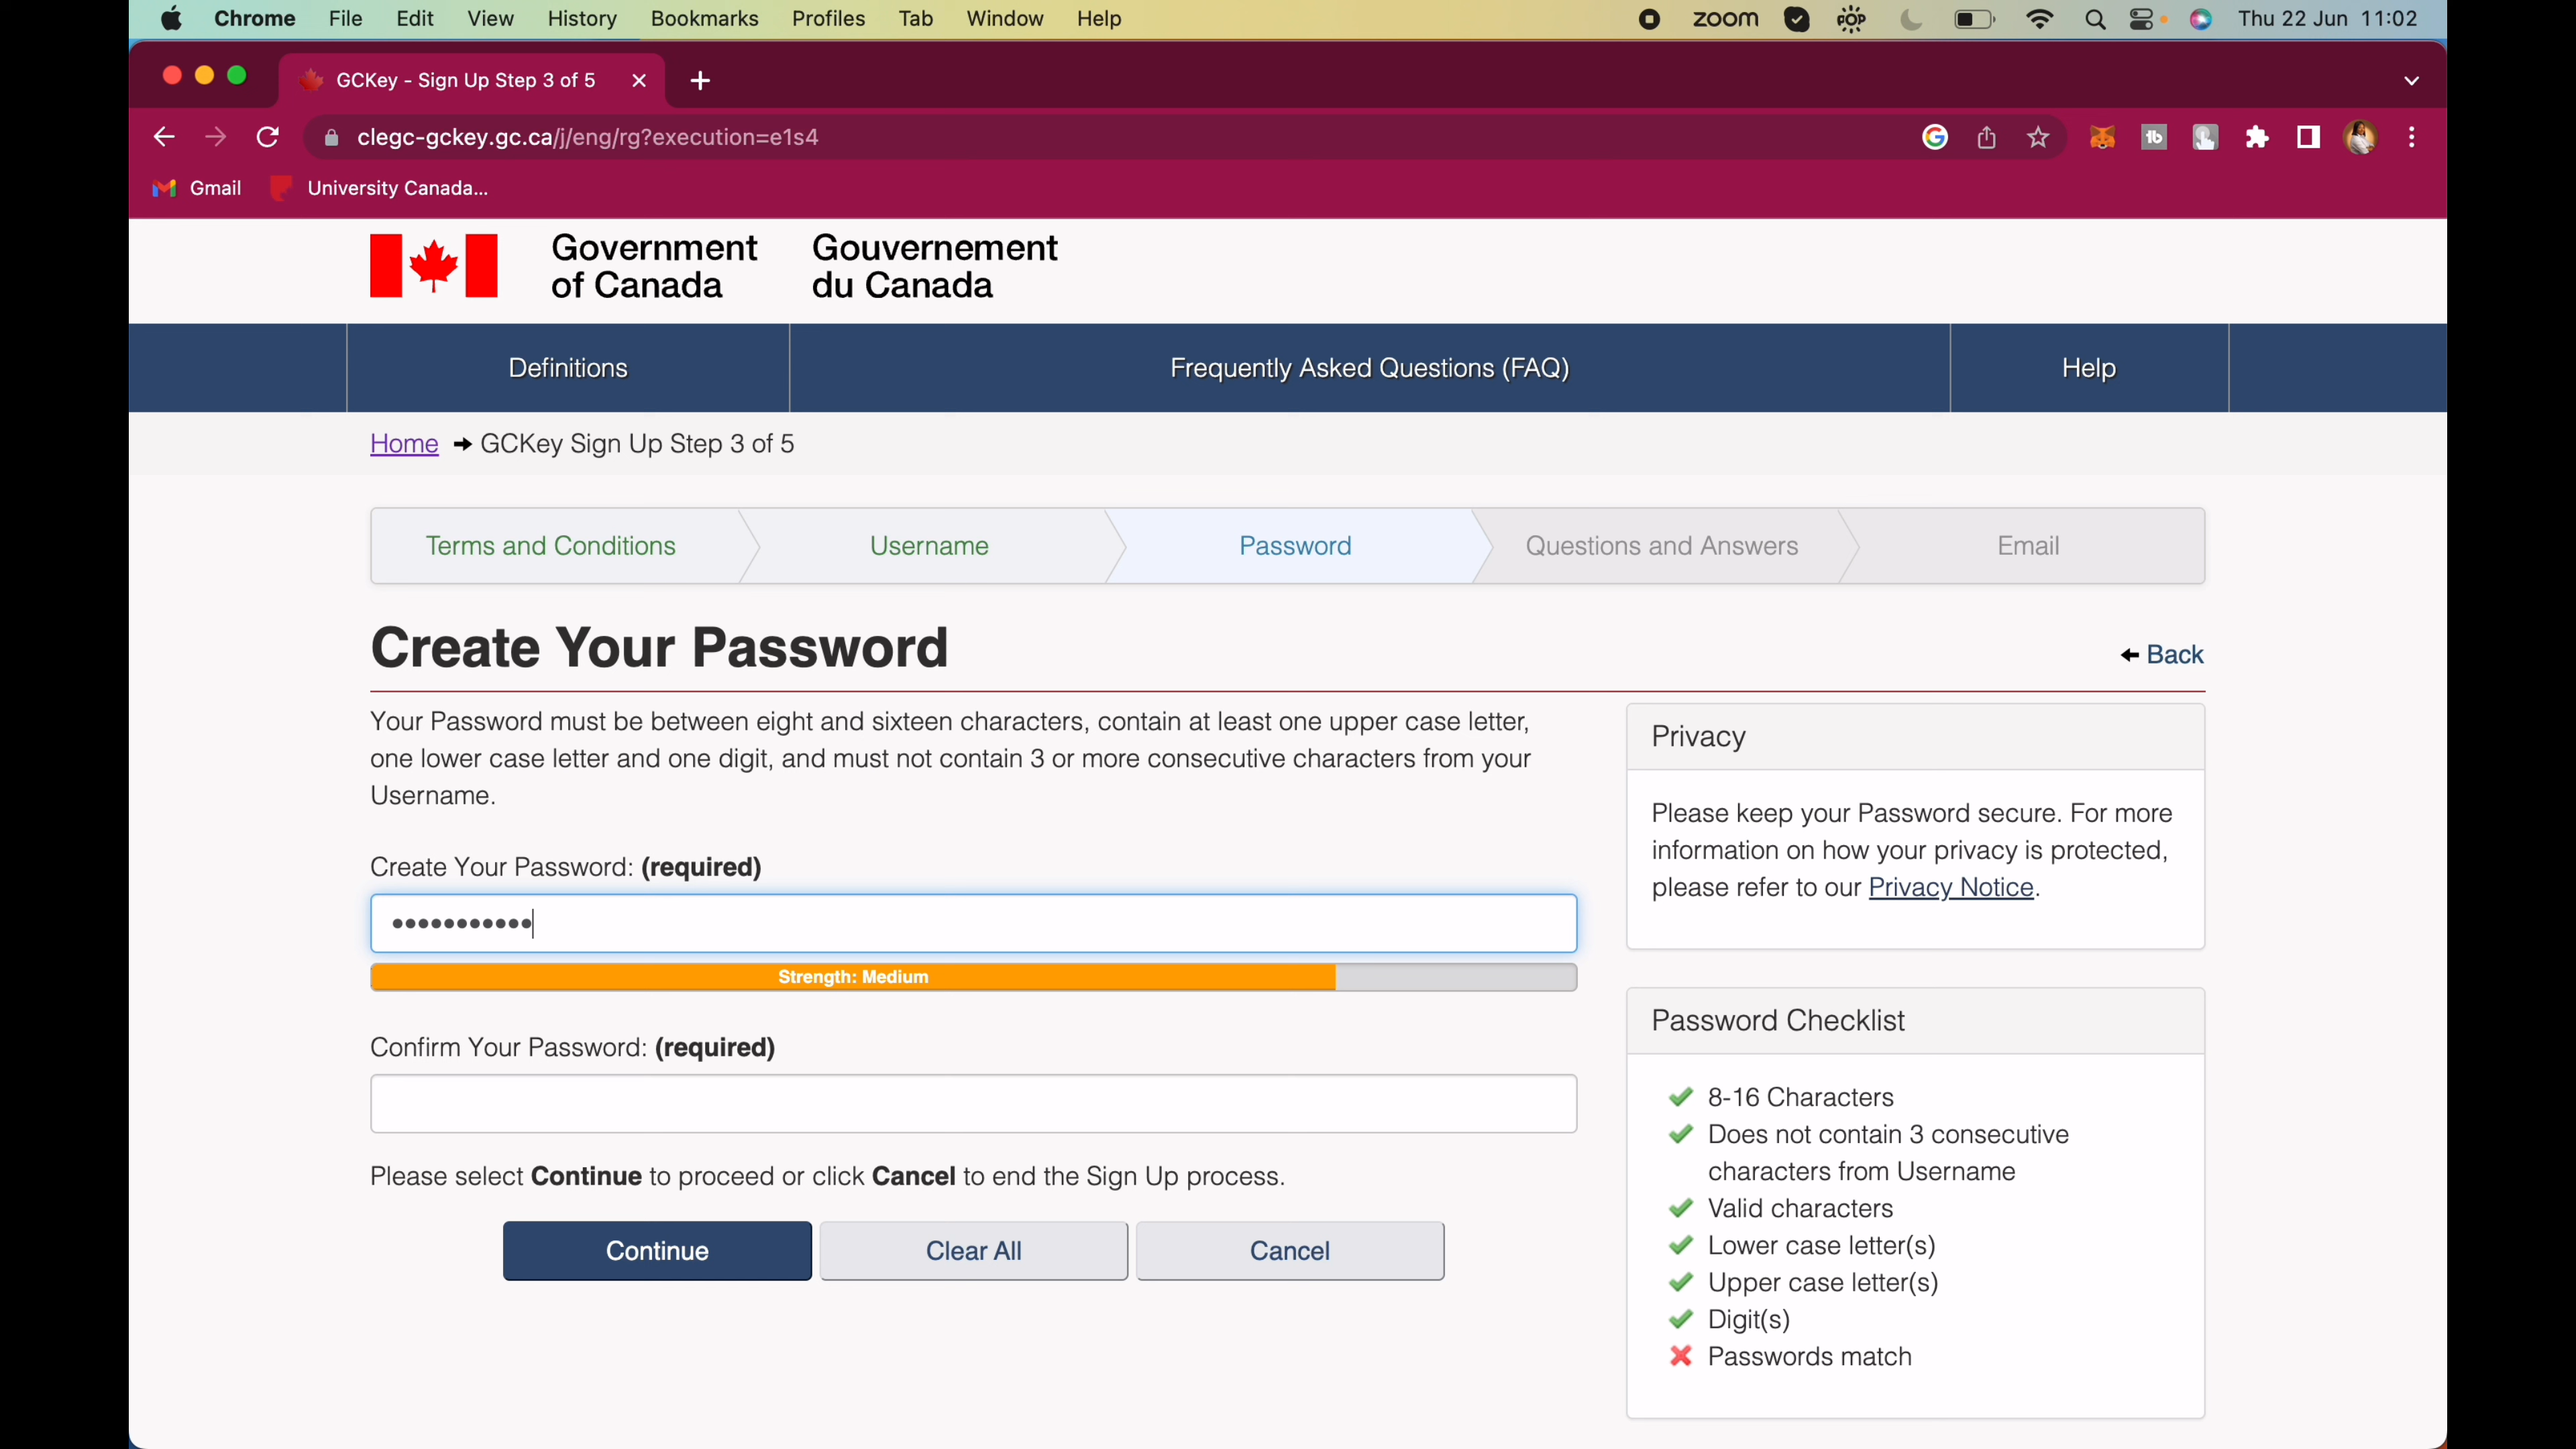 Chrome File Edit View History Bookmarks Profiles Tab Window Help zoom POP Thu 22 Jun 11:02
GCKey - Sign Up Step 3 of 5
clegc-gckey.gc.ca/j/eng/rg?execution=e1s4
Gmail University Canada...
Government of Canada
Gouvernement du Canada
Definitions Frequently Asked Questions (FAQ) Help
Home → GCKey Sign Up Step 3 of 5
Terms and Conditions Username Password Questions and Answers Email
Create Your Password
← Back
Your Password must be between eight and sixteen characters, contain at least one upper case letter,
one lower case letter and one digit, and must not contain 3 or more consecutive characters from your
Username.
Create Your Password: (required)
•••••••••••
Strength: Medium
Confirm Your Password: (required)
Please select Continue to proceed or click Cancel to end the Sign Up process.
Continue Clear All Cancel
Privacy
Please keep your Password secure. For more
information on how your privacy is protected,
please refer to our Privacy Notice.
Password Checklist
8-16 Characters
Does not contain 3 consecutive
characters from Username
Valid characters
Lower case letter(s)
Upper case letter(s)
Digit(s)
Passwords match